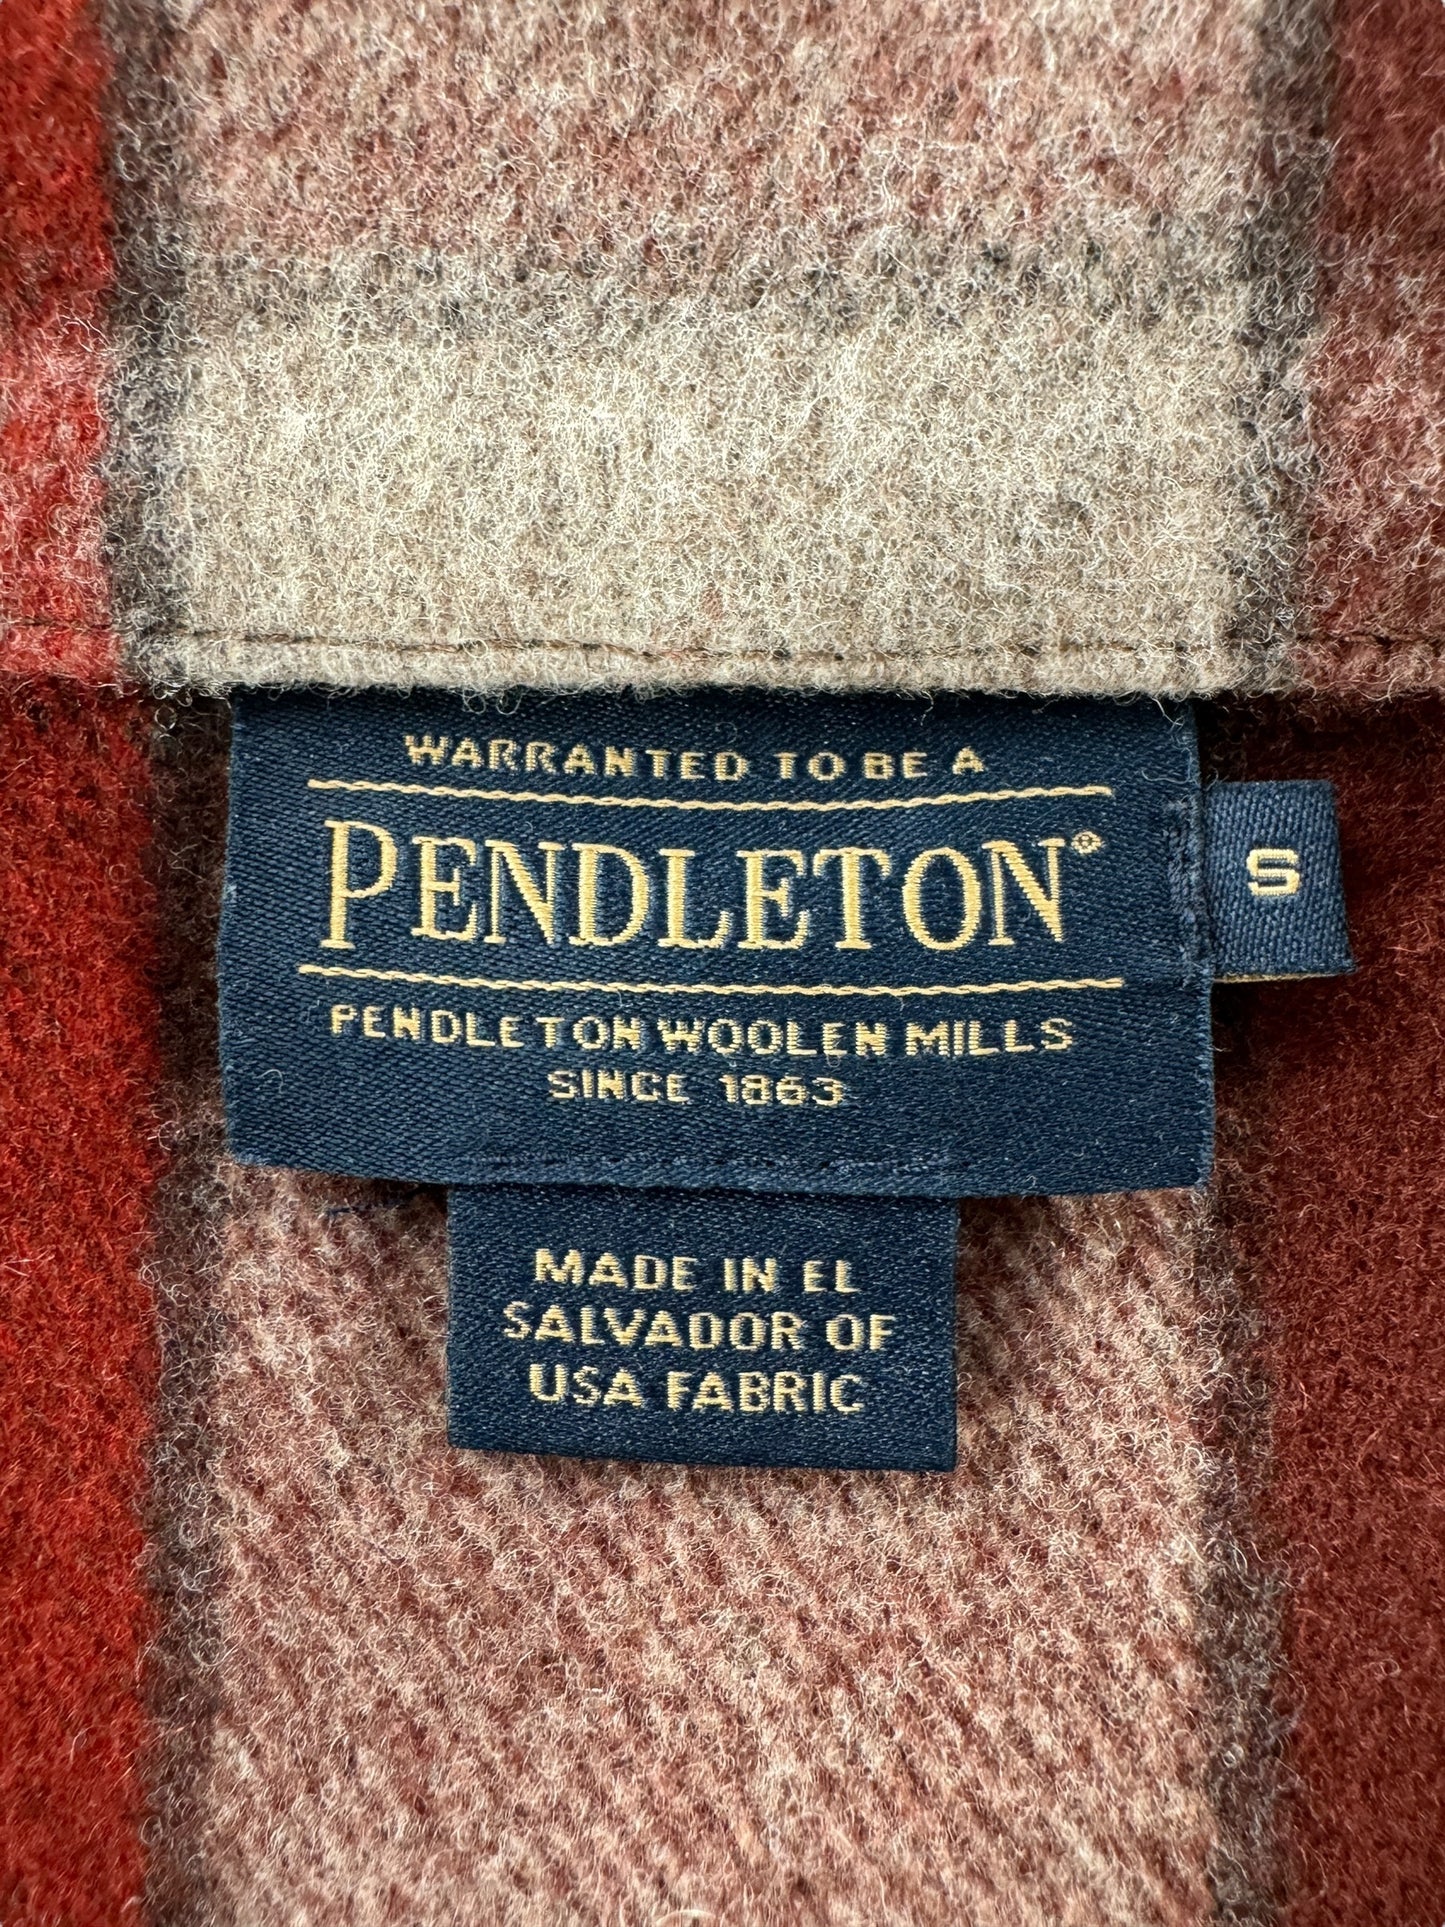 WARRANTED TO BE A
PENDLETON®
S
PENDLETON WOOLEN MILLS
SINCE 1863
MADE IN EL
SALVADOR OF
USA FABRIC